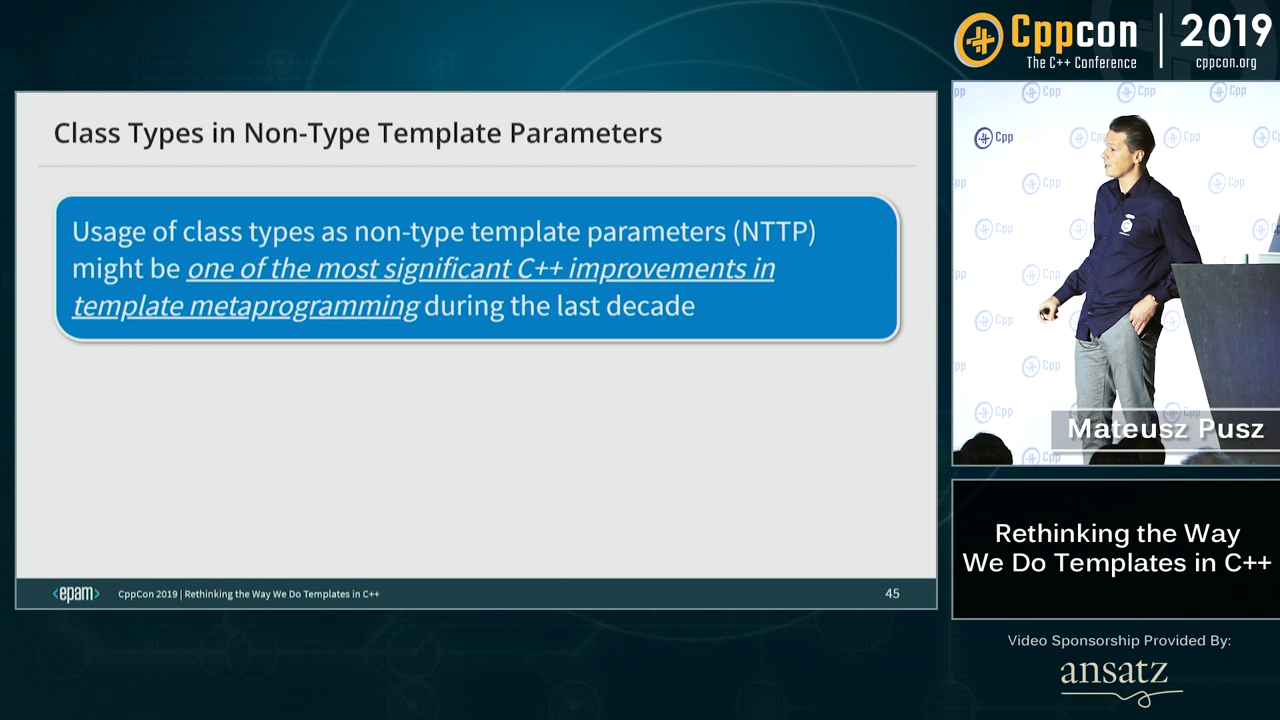 Cppcon
The C++ Conference
2019
cppcon.org
Class Types in Non-Type Template Parameters
Usage of class types as non-type template parameters (NTTP)
might be one of the most significant C++ improvements in
template metaprogramming during the last decade
<epam>
CppCon 2019 | Rethinking the Way We Do Templates in C++
45
Cpp
Mateusz Pusz
Rethinking the Way
We Do Templates in C++
Video Sponsorship Provided By:
ansatz